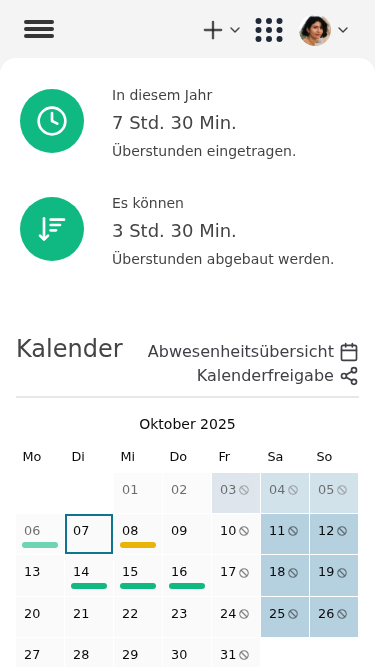 In diesem Jahr
7 Std. 30 Min.
Überstunden eingetragen.
Es können
3 Std. 30 Min.
Überstunden abgebaut werden.
Kalender
Abwesenheitsübersicht
Kalenderfreigabe
Oktober 2025
Mo Di Mi Do Fr Sa So
01 02 03 04 05
06 07 08 09 10 11 12
13 14 15 16 17 18 19
20 21 22 23 24 25 26
27 28 29 30 31